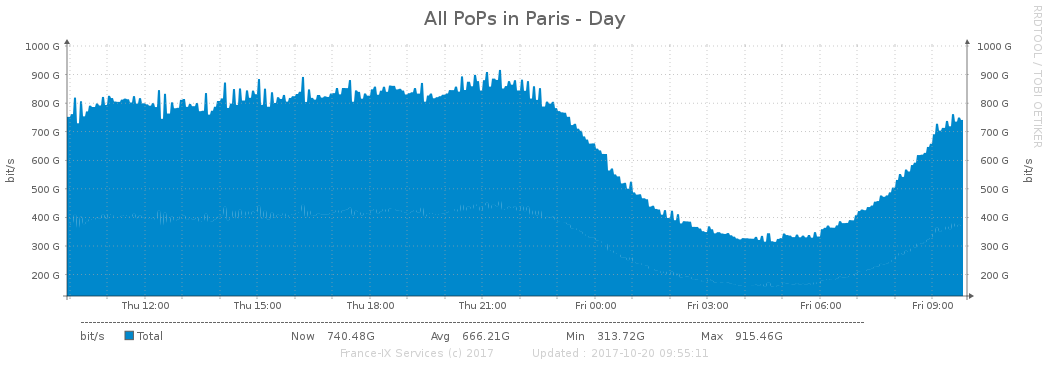 All PoPs in Paris - Day
RRDTOOL / TOBI OETIKER
1000 G 1000 G
900 G 900 G
800 G 800 G
700 G 700 G
600 G 600 G
500 G 500 G
400 G 400 G
300 G 300 G
200 G 200 G
bit/s bit/s
Thu 12:00 Thu 15:00 Thu 18:00 Thu 21:00 Fri 00:00 Fri 03:00 Fri 06:00 Fri 09:00
bit/s Total Now 740.48G Avg 666.21G Min 313.72G Max 915.46G
France-IX Services (c) 2017 Updated : 2017-10-20 09:55:11